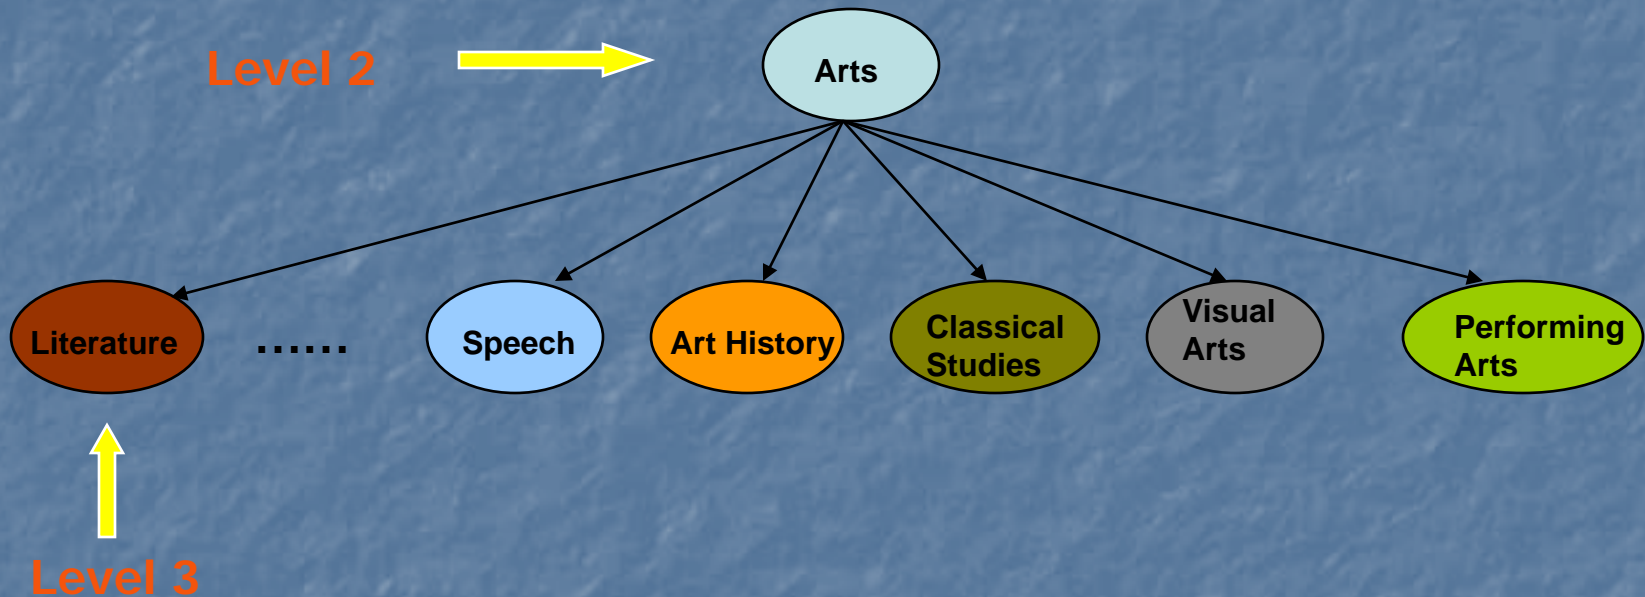 Level 2
Arts
Literature
......
Speech
Art History
Classical
Studies
Visual
Arts
Performing
Arts
Level 3